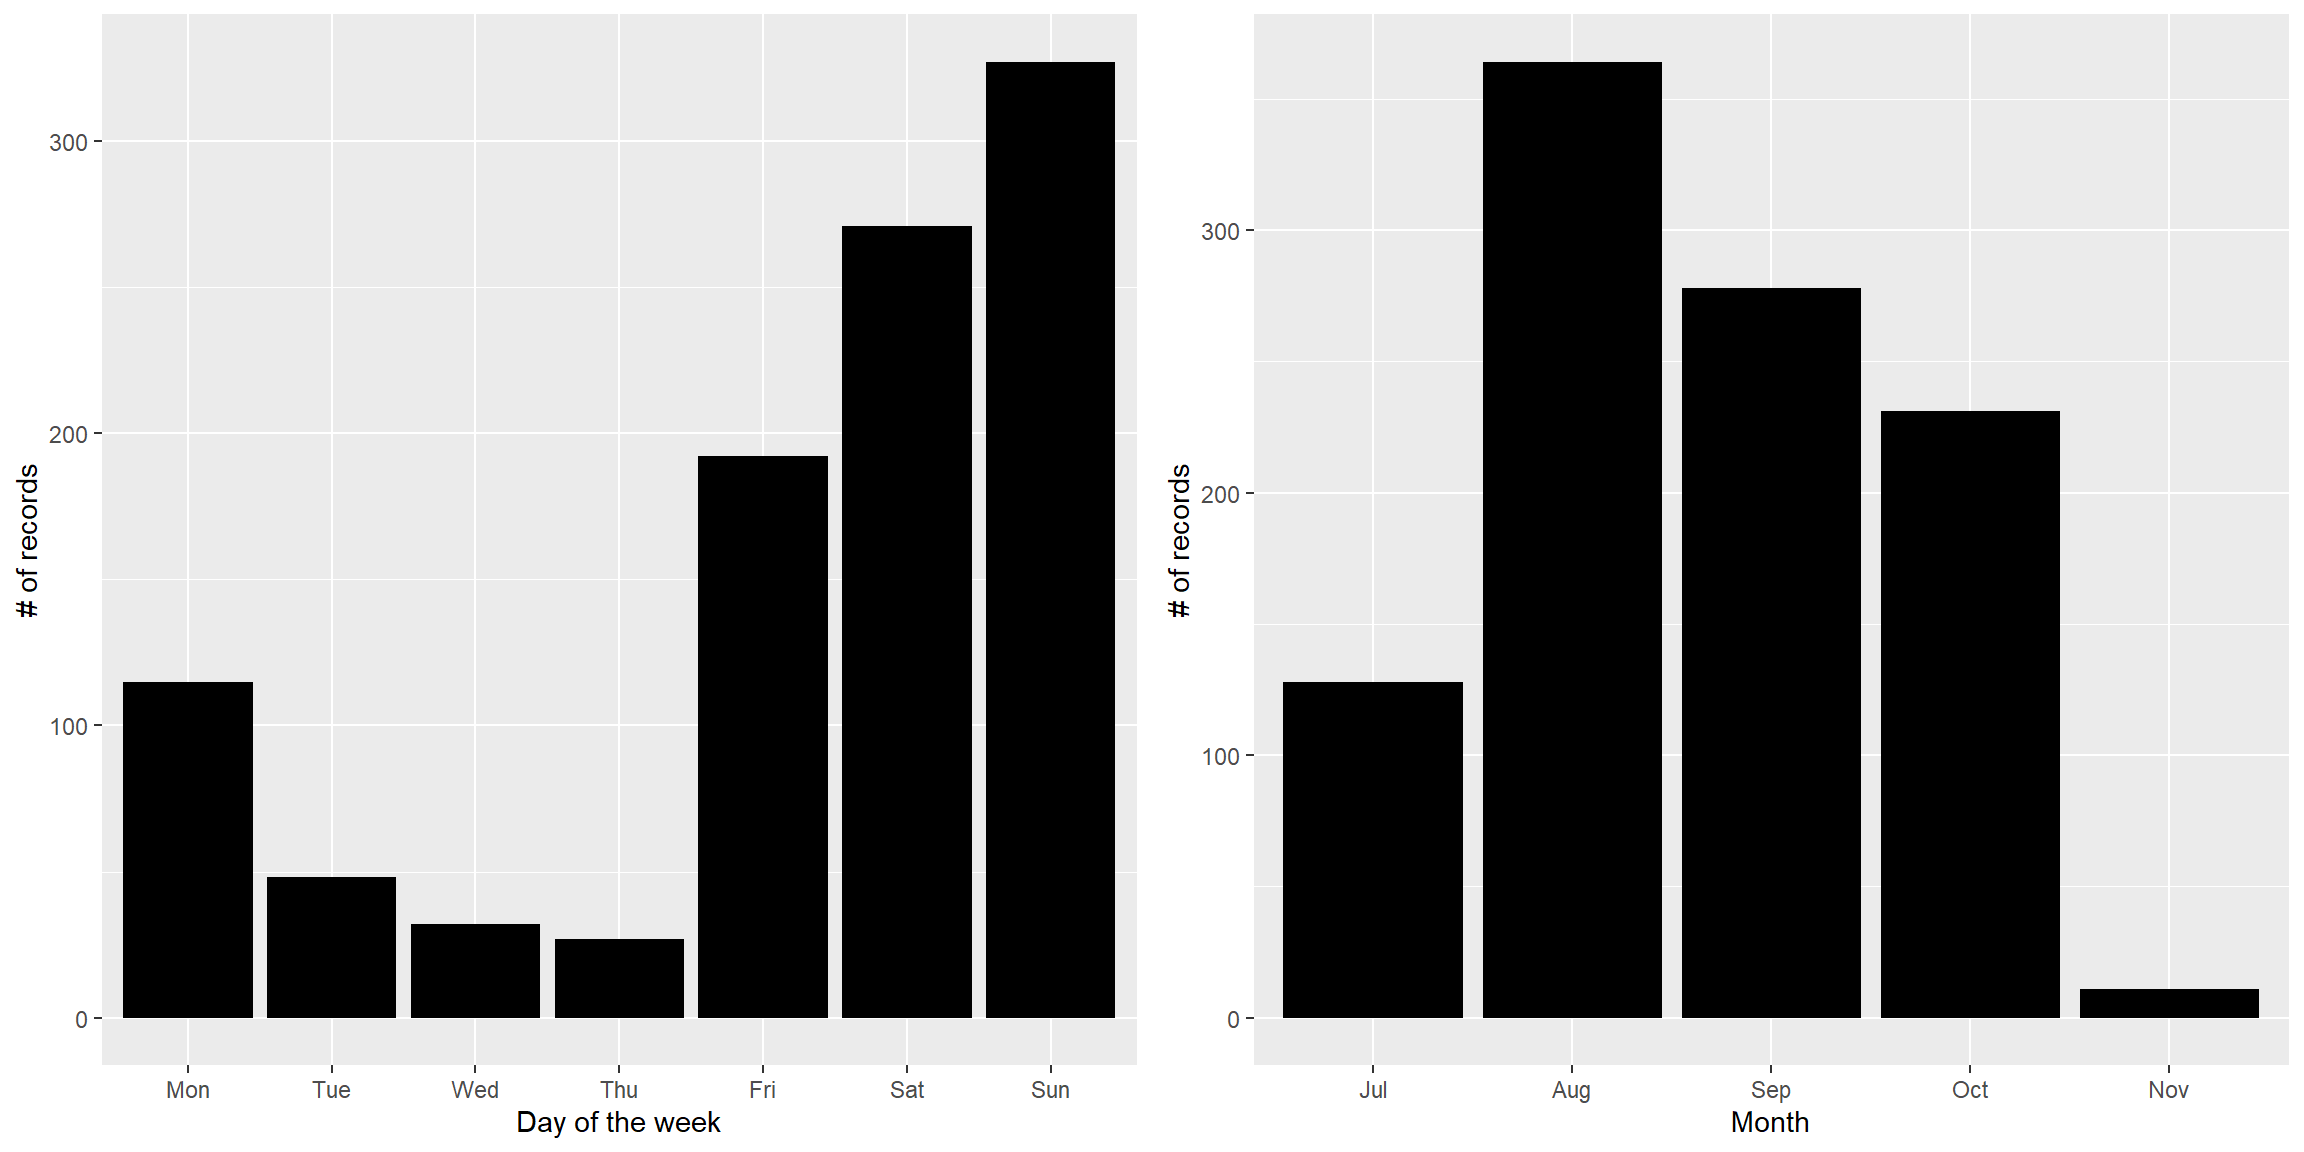 # of records
300
200
100
0
Mon Tue Wed Thu Fri Sat Sun
Day of the week
# of records
300
200
100
0
Jul Aug Sep Oct Nov
Month